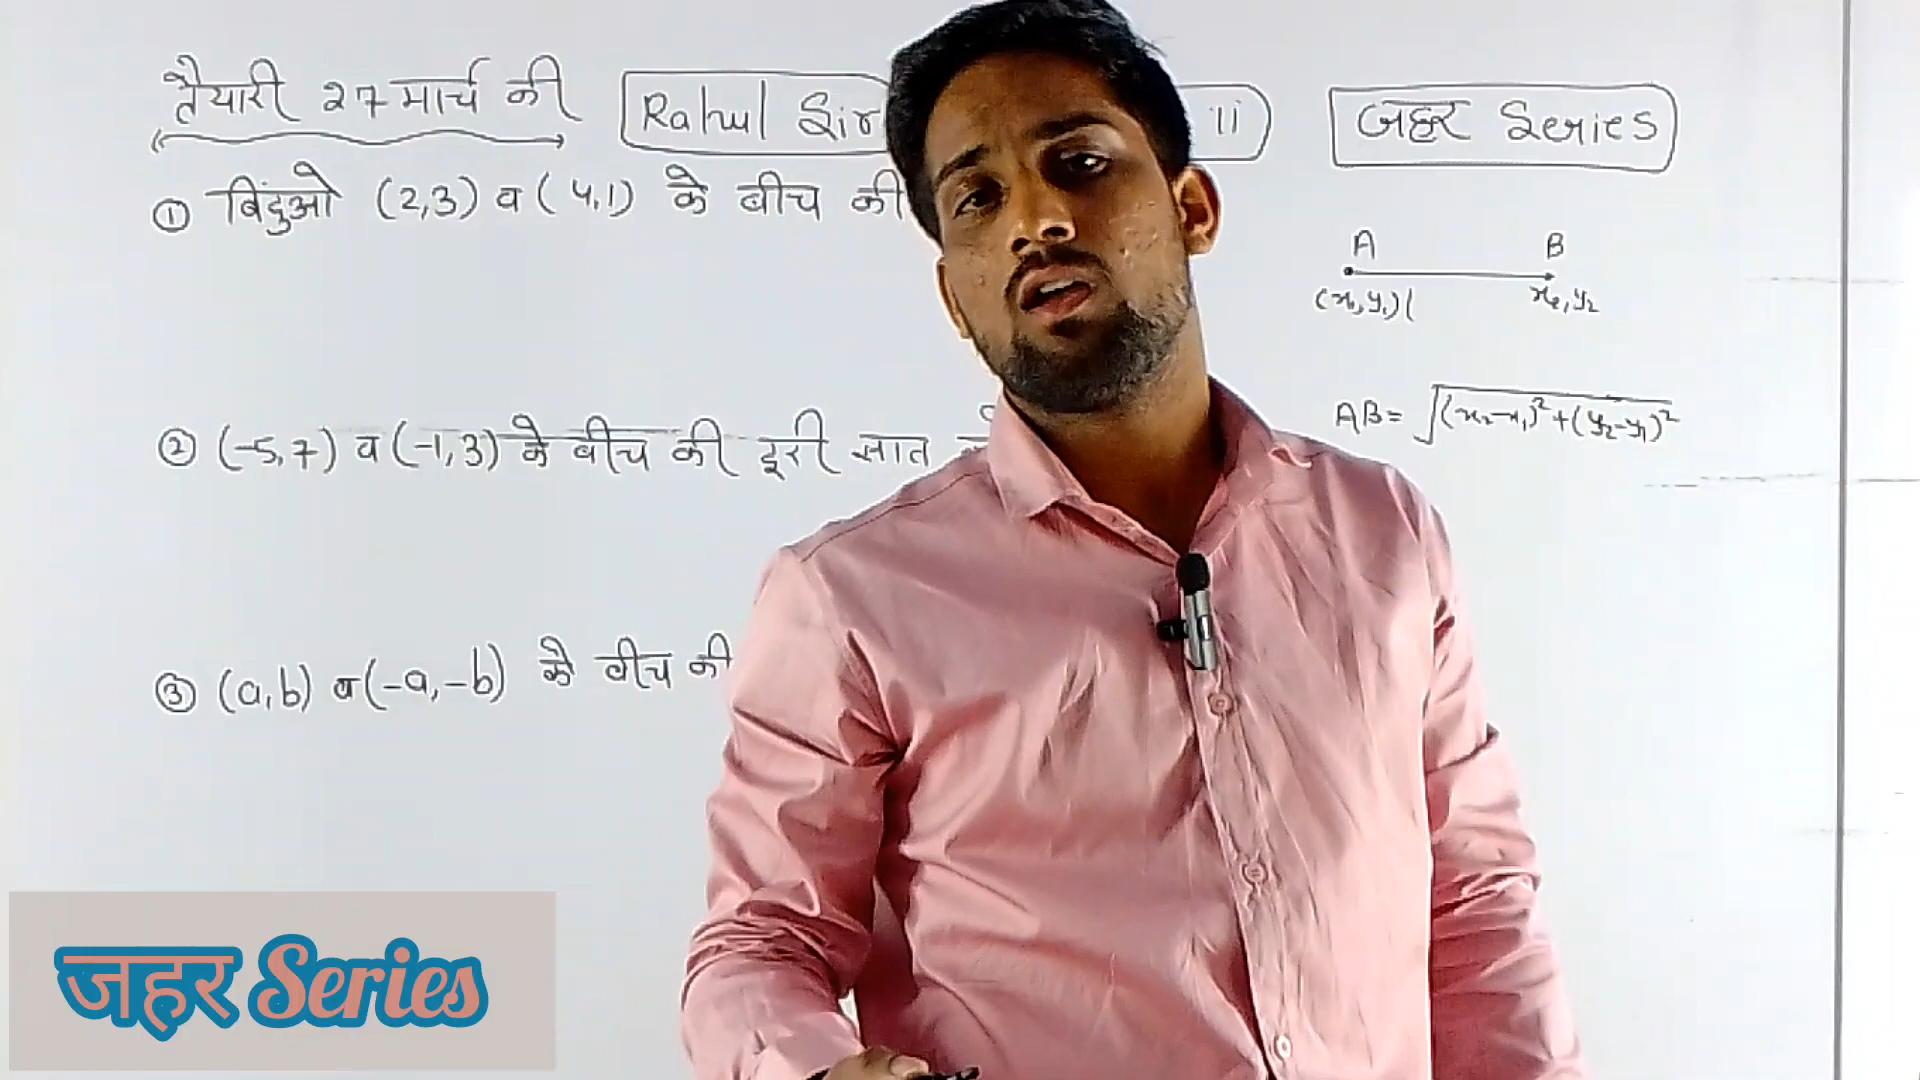 तैयारी 27 मार्च की
Rahul Sir
जहर Series
① बिंदुओ (2,3) व (4,1) के बीच की
A B
(x₁,y₁)( x₂,y₂
AB= √(x₂-x₁)²+(y₂-y₁)²
② (-5,7) व (-1,3) के बीच की दूरी ज्ञात
③ (a,b) व (-a,-b) के बीच की
जहर Series